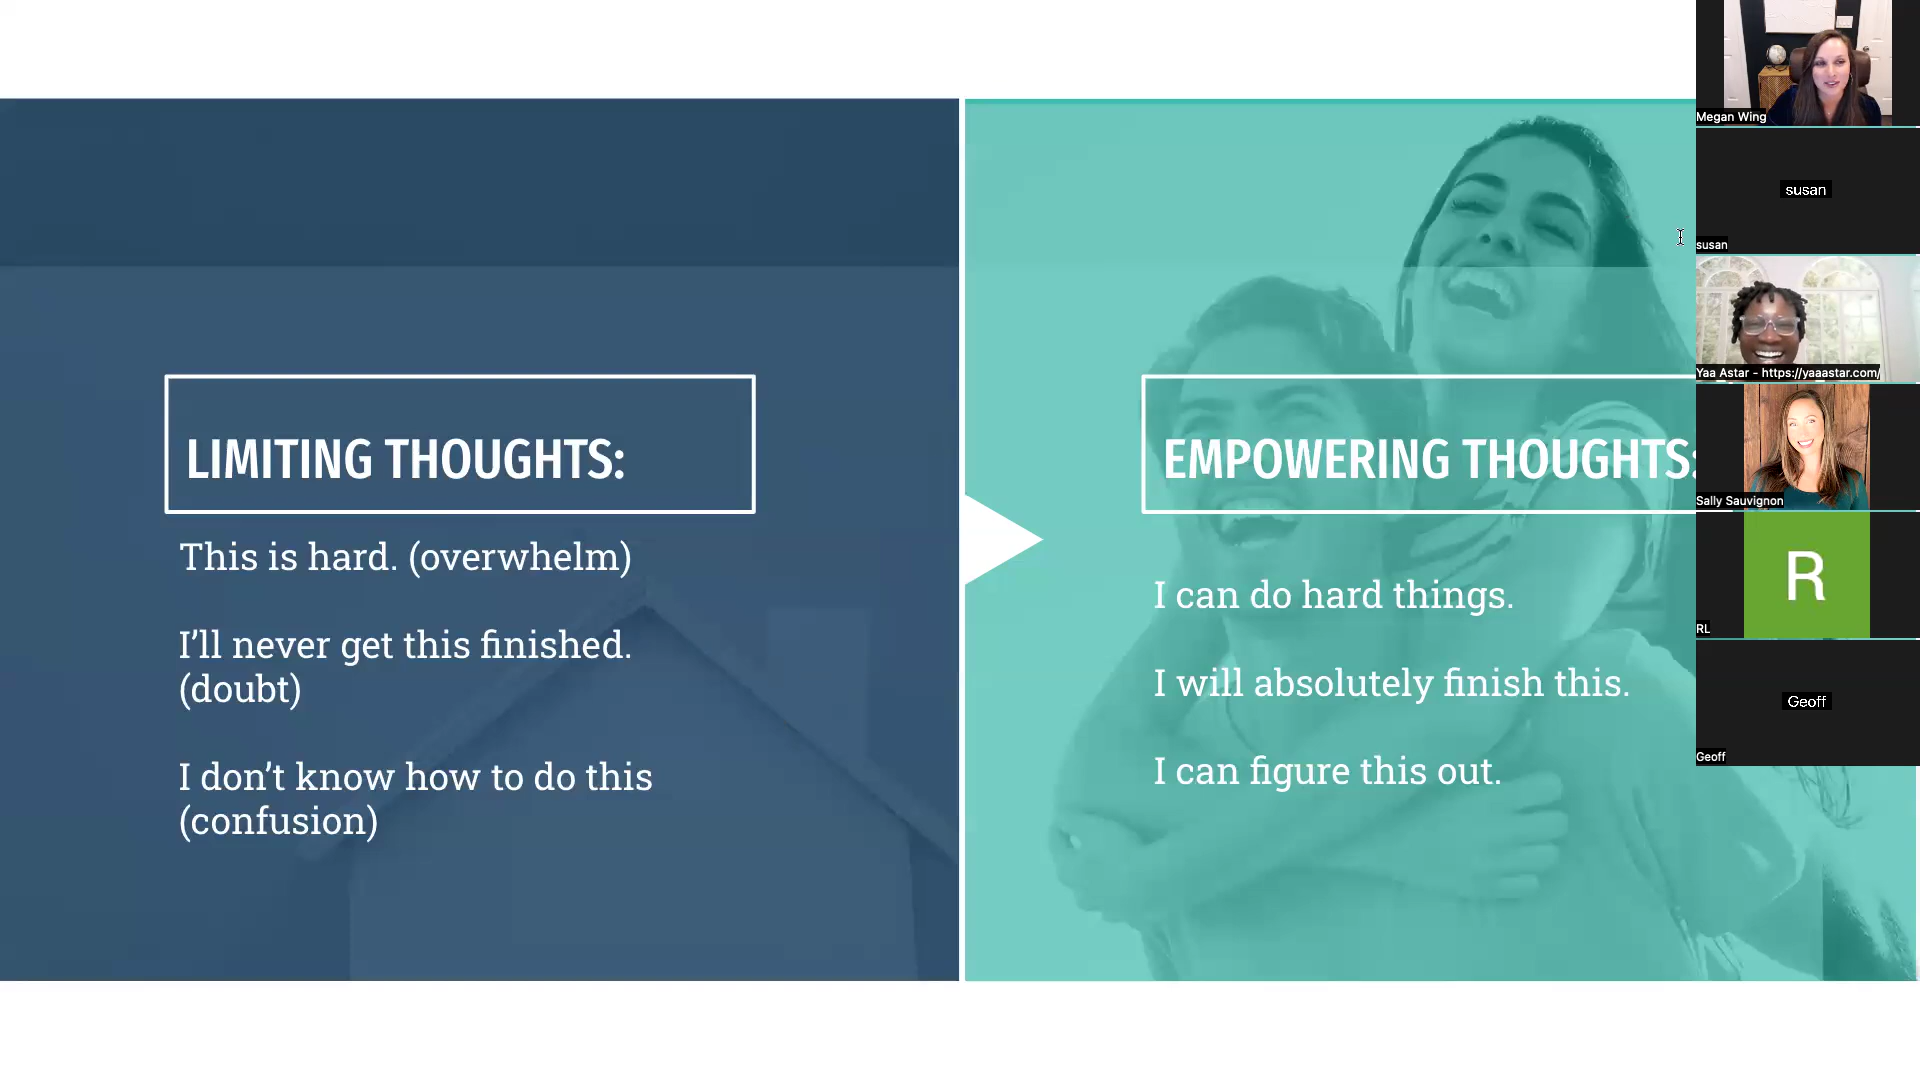 LIMITING THOUGHTS:
This is hard. (overwhelm)
I’ll never get this finished.
(doubt)
I don’t know how to do this
(confusion)
EMPOWERING THOUGHTS:
I can do hard things.
I will absolutely finish this.
I can figure this out.
Megan Wing
susan
susan
Yaa Astar - https://yaaastar.com/
Sally Sauvignon
R
RL
Geoff
Geoff